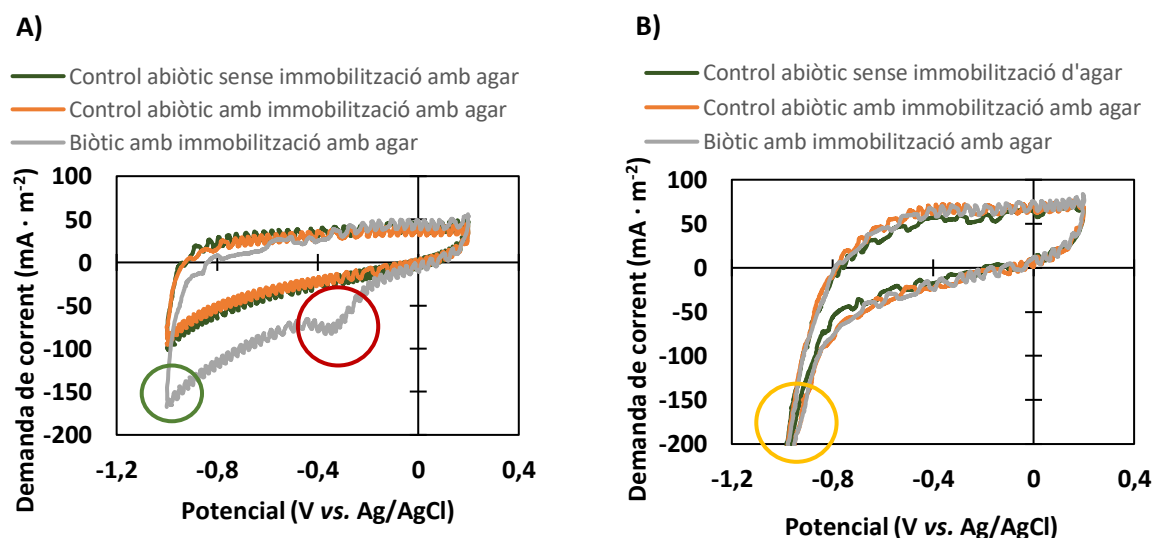 A)
Control abiòtic sense immobilització amb agar
Control abiòtic amb immobilització amb agar
Biòtic amb immobilització amb agar
Demanda de corrent (mA · m⁻²)
100
50
0
-50
-100
-150
-200
-1,2
-0,8
-0,4
0
0,4
Potencial (V vs. Ag/AgCl)
B)
Control abiòtic sense immobilització d'agar
Control abiòtic amb immobilització amb agar
Biòtic amb immobilització amb agar
Demanda de corrent (mA · m⁻²)
100
50
0
-50
-100
-150
-200
-1,2
-0,8
-0,4
0
0,4
Potencial (V vs. Ag/AgCl)